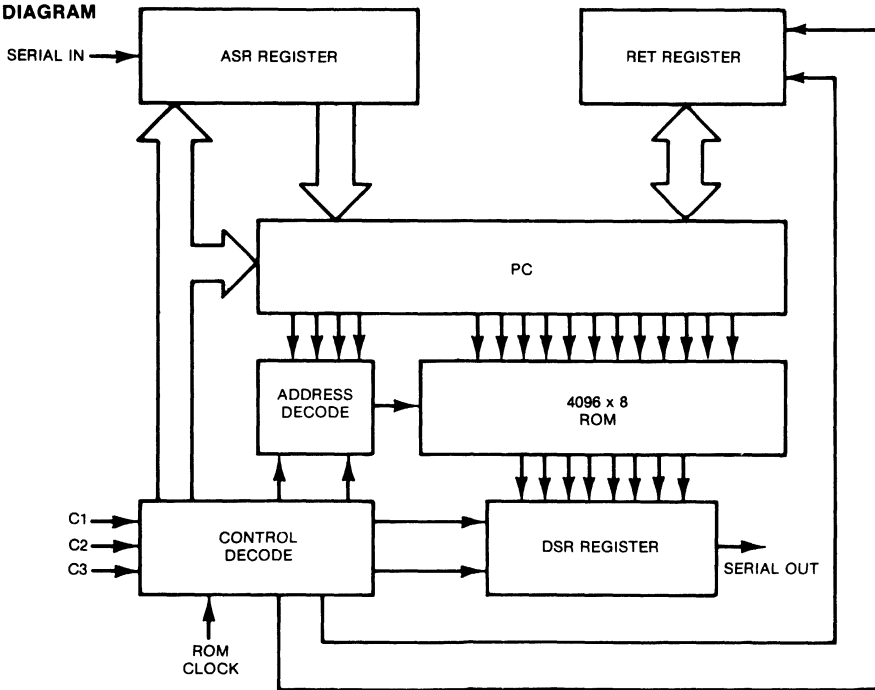 DIAGRAM
SERIAL IN
ASR REGISTER
RET REGISTER
PC
ADDRESS
DECODE
4096 x 8
ROM
C1
C2
C3
CONTROL
DECODE
DSR REGISTER
SERIAL OUT
ROM
CLOCK